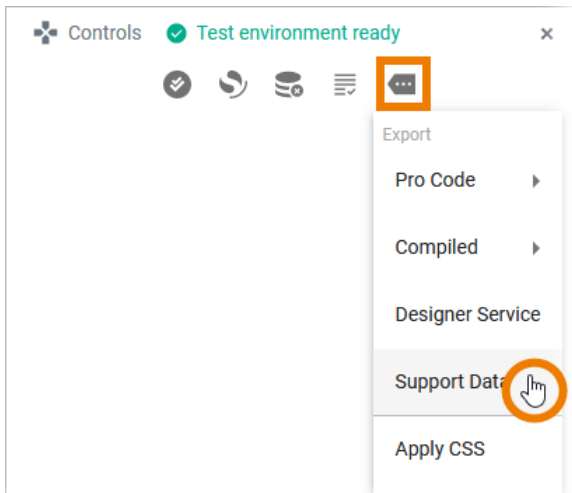 Controls Test environment ready
Export
Pro Code
Compiled
Designer Service
Support Data
Apply CSS